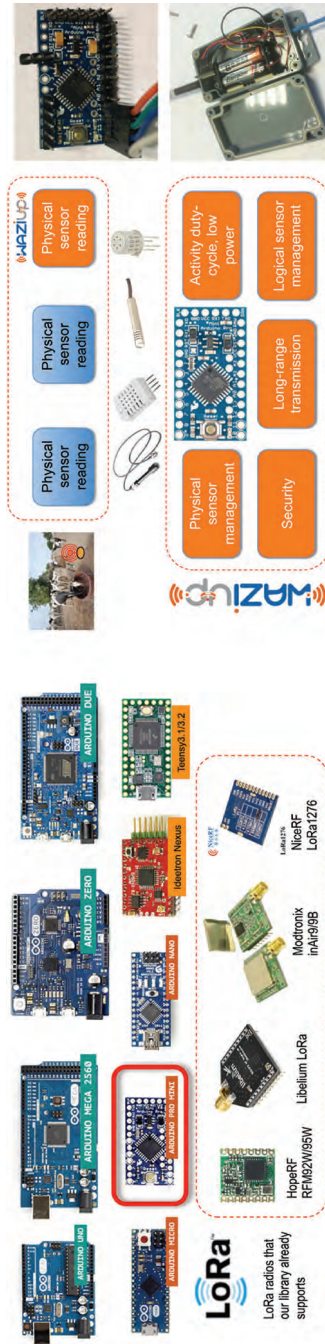 ARDUINO UNO
ARDUINO MEGA 2560
ARDUINO ZERO
ARDUINO DUE
ARDUINO MICRO
ARDUINO PRO MINI
ARDUINO NANO
Ideetron Nexus
Teensy3.1/3.2
LoRa
LoRa radios that
our library already
supports
HopeRF
RFM92W/95W
Libelium LoRa
Modtronix
inAir9/9B
NiceRF
LoRa1276
NiceRF
LoRa1276
WAZIUP
Physical
sensor
reading
Physical
sensor
reading
Physical
sensor
reading
WAZIUP
Physical
sensor
management
Activity duty-
cycle, low
power
Security
Long-range
transmission
Logical sensor
management